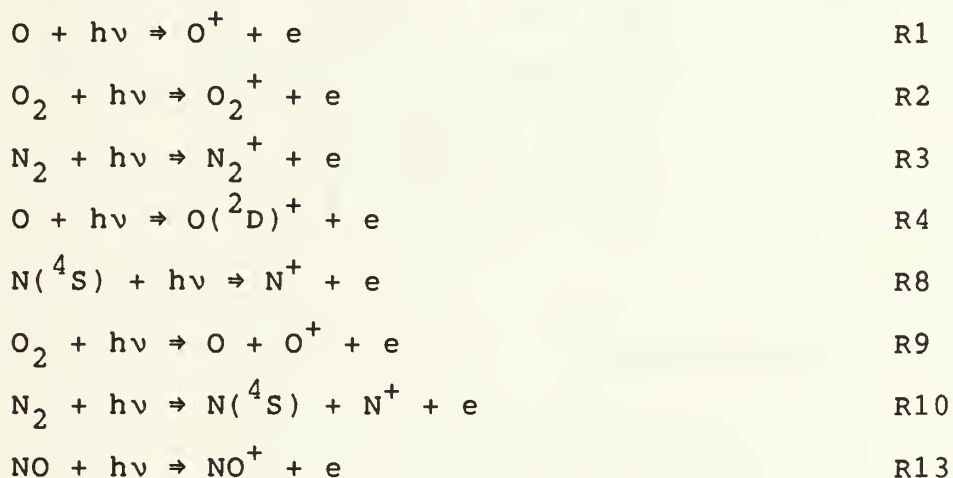 O + hν ⇒ O⁺ + e R1
O₂ + hν ⇒ O₂⁺ + e R2
N₂ + hν ⇒ N₂⁺ + e R3
O + hν ⇒ O(²D)⁺ + e R4
N(⁴S) + hν ⇒ N⁺ + e R8
O₂ + hν ⇒ O + O⁺ + e R9
N₂ + hν ⇒ N(⁴S) + N⁺ + e R10
NO + hν ⇒ NO⁺ + e R13